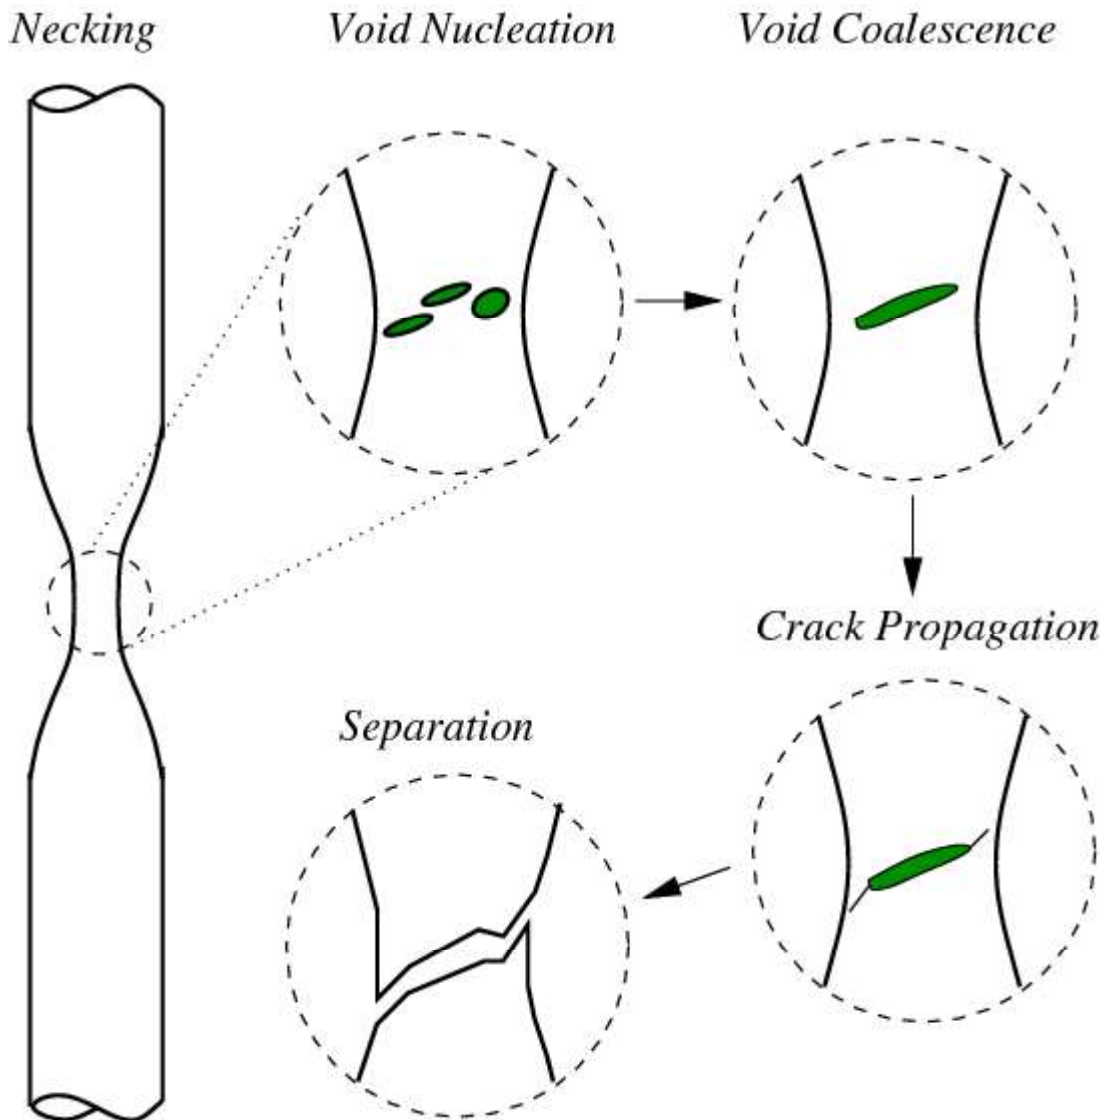 Necking
Void Nucleation
Void Coalescence
Crack Propagation
Separation